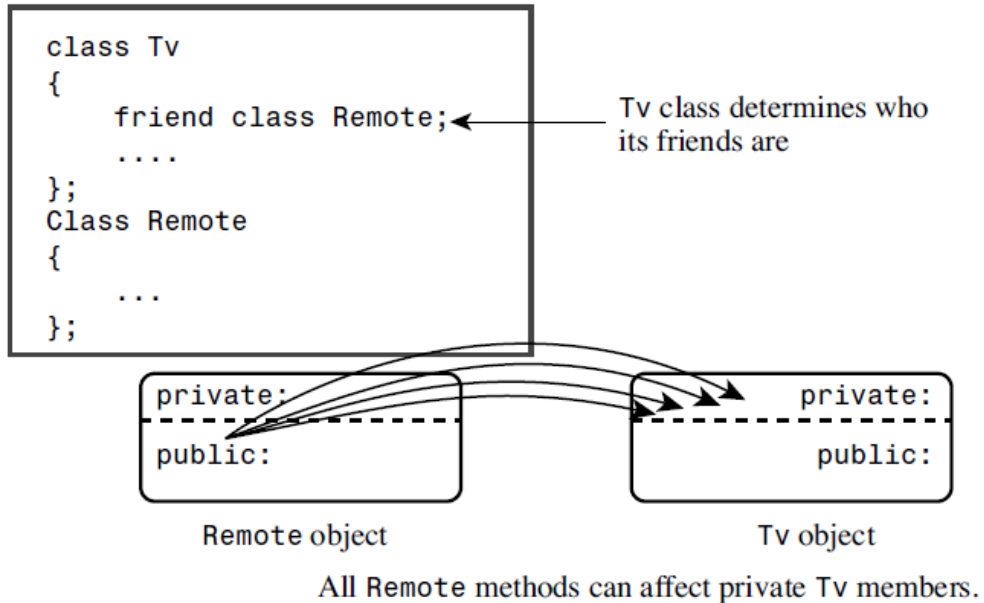 class Tv
{
friend class Remote;
....
};
Class Remote
{
...
};
Tv class determines who
its friends are
private:
public:
Remote object
private:
public:
Tv object
All Remote methods can affect private Tv members.